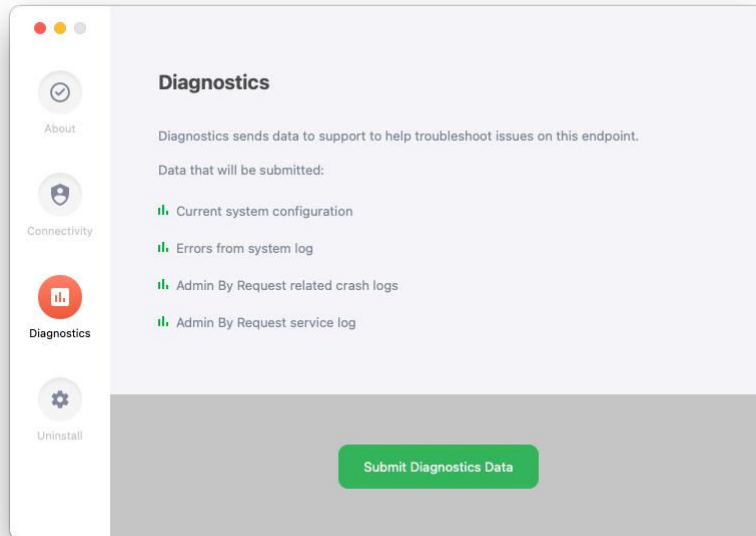 About
Connectivity
Diagnostics
Uninstall
Diagnostics
Diagnostics sends data to support to help troubleshoot issues on this endpoint.
Data that will be submitted:
Current system configuration
Errors from system log
Admin By Request related crash logs
Admin By Request service log
Submit Diagnostics Data